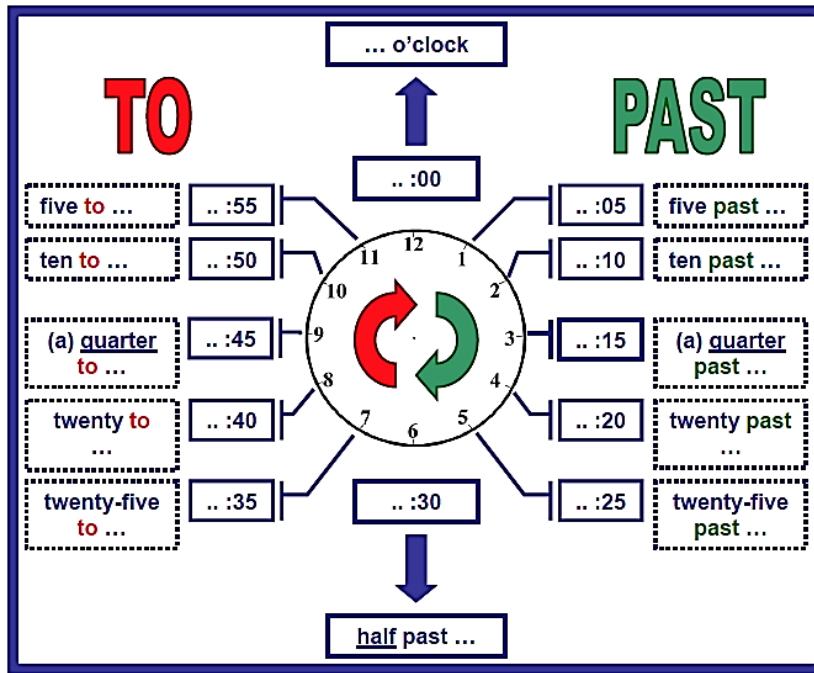 … o’clock
TO
PAST
.. :00
five to …
.. :55
.. :05
five past …
ten to …
.. :50
.. :10
ten past …
12
11
1
10
2
9
3
8
4
7
5
6
(a) quarter
to …
.. :45
.. :15
(a) quarter
past …
twenty to
…
.. :40
.. :20
twenty past
…
twenty-five
to …
.. :35
.. :30
.. :25
twenty-five
past …
half past …